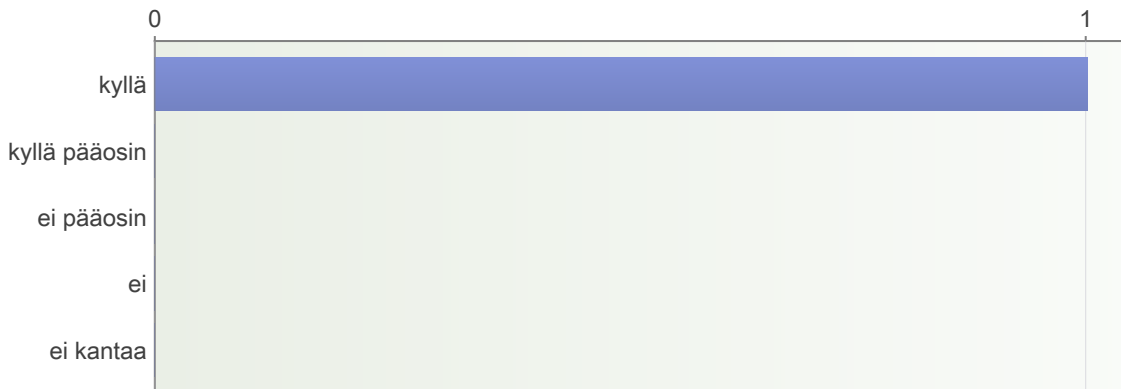 0 1
kyllä
kyllä pääosin
ei pääosin
ei
ei kantaa